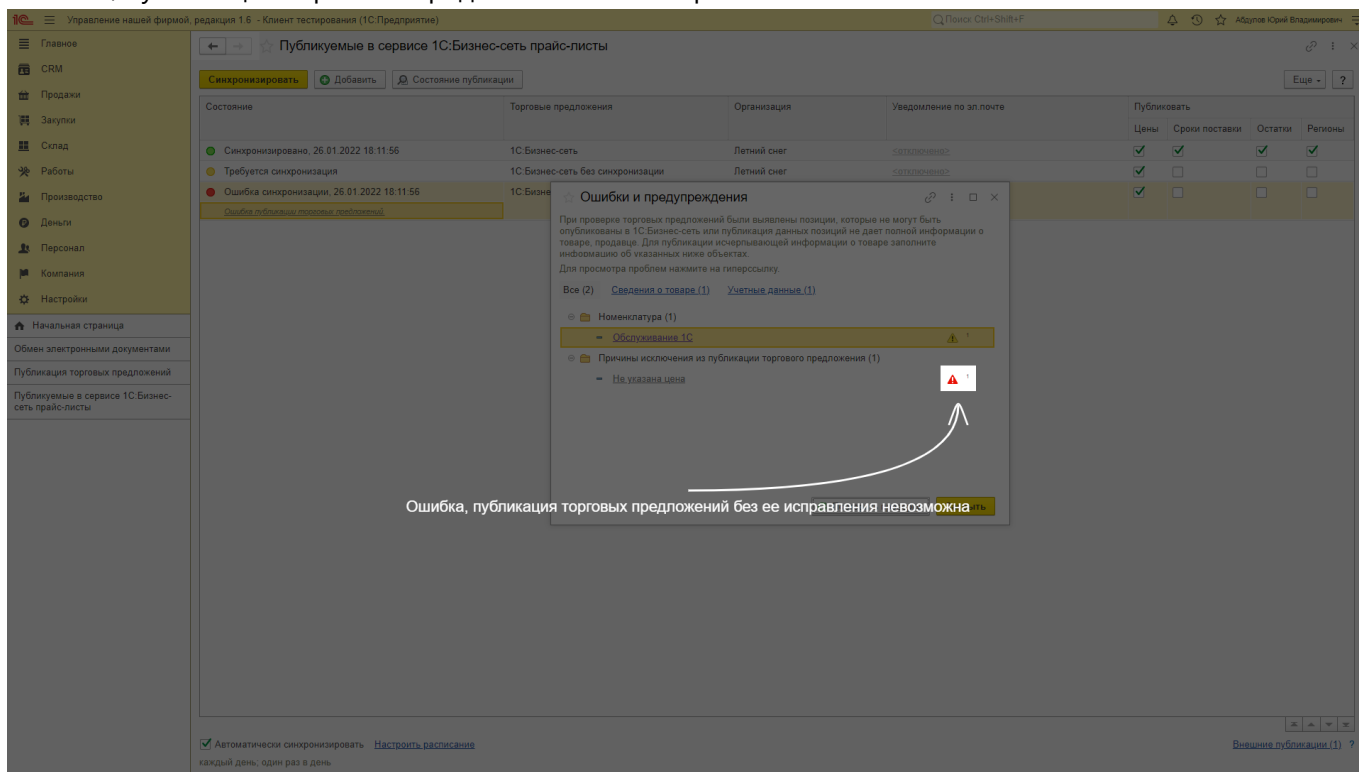 1С Управление нашей фирмой, редакция 1.6 - Клиент тестирования (1С:Предприятие)
Поиск Ctrl+Shift+F
Абдулов Юрий Владимирович
Главное
CRM
Продажи
Закупки
Склад
Работы
Производство
Деньги
Персонал
Компания
Настройки
Начальная страница
Обмен электронными документами
Публикация торговых предложений
Публикуемые в сервисе 1С:Бизнес-
сеть прайс-листы
Публикуемые в сервисе 1С:Бизнес-сеть прайс-листы
Синхронизировать Добавить Состояние публикации Еще ?
Состояние Торговые предложения Организация Уведомление по эл.почте Публиковать
Цены Сроки поставки Остатки Регионы
Синхронизировано, 26.01.2022 18:11:56 1С:Бизнес-сеть Летний снег <отключено>
Требуется синхронизация 1С:Бизнес-сеть без синхронизации Летний снег <отключено>
Ошибка синхронизации, 26.01.2022 18:11:56 1С:Бизне
Ошибка публикации торговых предложений.
Ошибки и предупреждения
При проверке торговых предложений были выявлены позиции, которые не могут быть
опубликованы в 1С:Бизнес-сеть или публикация данных позиций не дает полной информации о
товаре, продавце. Для публикации исчерпывающей информации о товаре заполните
информацию об указанных ниже объектах.
Для просмотра проблем нажмите на гиперссылку.
Все (2) Сведения о товаре (1) Учетные данные (1)
Номенклатура (1)
Обслуживание 1С 1
Причины исключения из публикации торгового предложения (1)
Не указана цена 1
Ошибка, публикация торговых предложений без ее исправления невозможна
Автоматически синхронизировать Настроить расписание
Внешние публикации (1) ?
каждый день; один раз в день